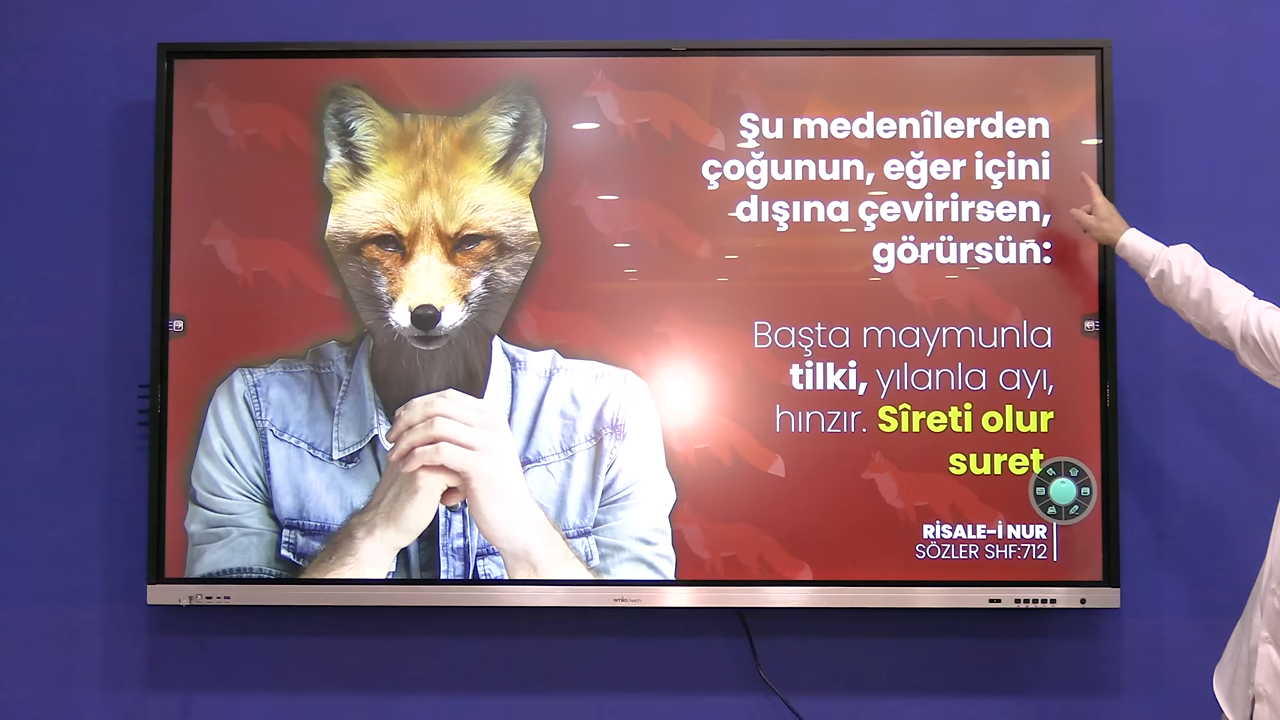 Şu medenîlerden
çoğunun, eğer içini
dışına çevirirsen,
görürsün:
Başta maymunla
tilki, yılanla ayı,
hınzır. Sîreti olur
suret.
RİSALE-İ NUR
SÖZLER SHF:712